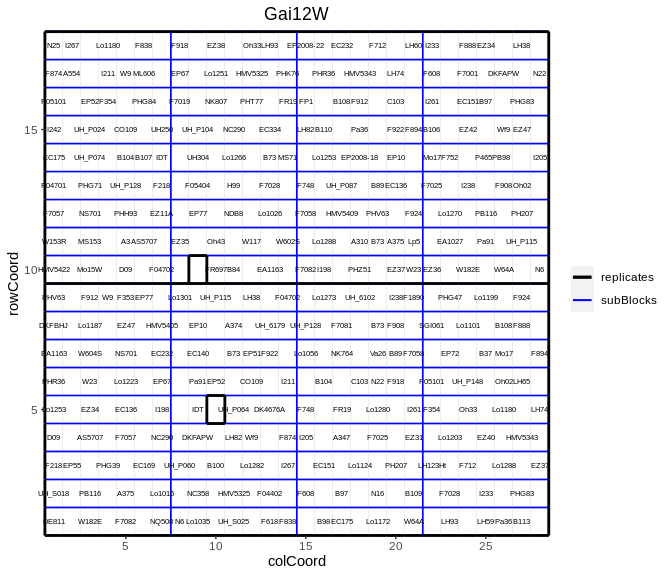 Gai12W
N25 I267 Lo1180 F838 F918 EZ38 Oh33LH93 EP2008-22 EC232 F712 LH60 I233 F888EZ34 LH38
F874A554 I211 W9 ML606 EP67 Lo1251 HMV5325 PHK76 PHR36 HMV5343 LH74 F608 F7001 DKFAPW N22
F05101 EP52F354 PHG84 F7019 NK807 PHT77 FR19 FP1 B108F912 C103 I261 EC151B97 PHG83
15 I242 UH_P024 CO109 UH250 UH_P104 NC290 EC334 LH82B110 Pa36 F922F894B106 EZ42 Wf9 EZ47
EC175 UH_P074 B104B107 IDT UH304 Lo1266 B73 MS71 Lo1253 EP2008-18 EP10 Mo17F752 P465PB98 I205
F04701 PHG71 UH_P128 F218 F05404 H99 F7028 F748 UH_P087 B89EC136 F7025 I238 F908Oh02
F7057 NS701 PHH93 EZ11A EP77 NDB8 Lo1026 F7058 HMV5409 PHV63 F924 Lo1270 PB116 PH207
W153R MS153 A3AS5707 EZ35 Oh43 W117 W602S Lo1288 A310 B73 A375 Lp5 EA1027 Pa91 UH_P115
10 HMV5422 Mo15W D09 F04702 FR697B84 EA1163 F7082I198 PHZ51 EZ37W23EZ36 W182E W64A N6
PHV63 F912 W9 F353EP77 Lo1301 UH_P115 LH38 F04702 Lo1273 UH_6102 I238F1890 PHG47 Lo1199 F924
DKFBHJ Lo1187 EZ47 HMV5405 EP10 A374 UH_6179 UH_P128 F7081 B73 F908 SGI061 Lo1101 B108F888
EA1163 W604S NS701 EC232 EC140 B73 EP51F922 Lo1056 NK764 Va26 B89F7058 EP72 B37 Mo17 F894
PHR36 W23 Lo1223 EP67 Pa91EP52 CO109 I211 B104 C103 N22 F918 F05101 UH_P148 Oh02LH65
5 Lo1253 EZ34 EC136 I198 IDT UH_P064 DK4676A F748 FR19 Lo1280 I261F354 Oh33 Lo1180 LH74
D09 AS5707 F7057 NC290 DKFAPW LH82 Wf9 F874 I205 A347 F7025 EZ31 Lo1203 EZ40 HMV5343
F218EP55 PHG39 EC169 UH_P060 B100 Lo1282 I267 EC151 Lo1124 PH207 LH123Ht F712 Lo1288 EZ37
UH_S018 PB116 A375 Lo1016 NC358 HMV5325 F04402 F608 B97 N16 B109 F7028 I233 PHG83
DE811 W182E F7082 NQ508 N6 Lo1035 UH_S025 F618F838 B98EC175 Lo1172 W64A LH93 LH59Pa36B113
5 10 15 20 25
colCoord
rowCoord
replicates
subBlocks